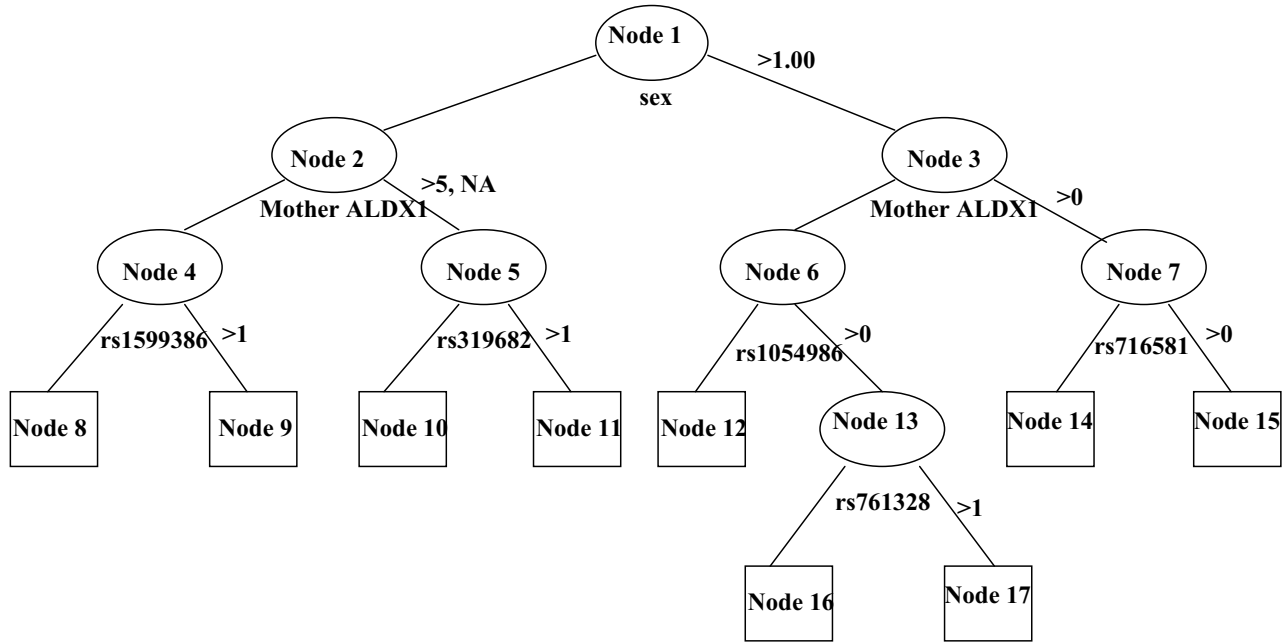 Node 1
>1.00
sex
Node 2
Node 3
>5, NA
>0
Mother ALDX1
Mother ALDX1
Node 4
Node 5
Node 6
Node 7
rs1599386
>1
rs319682
>1
rs1054986
>0
rs716581
>0
Node 8
Node 9
Node 10
Node 11
Node 12
Node 13
Node 14
Node 15
rs761328
>1
Node 16
Node 17